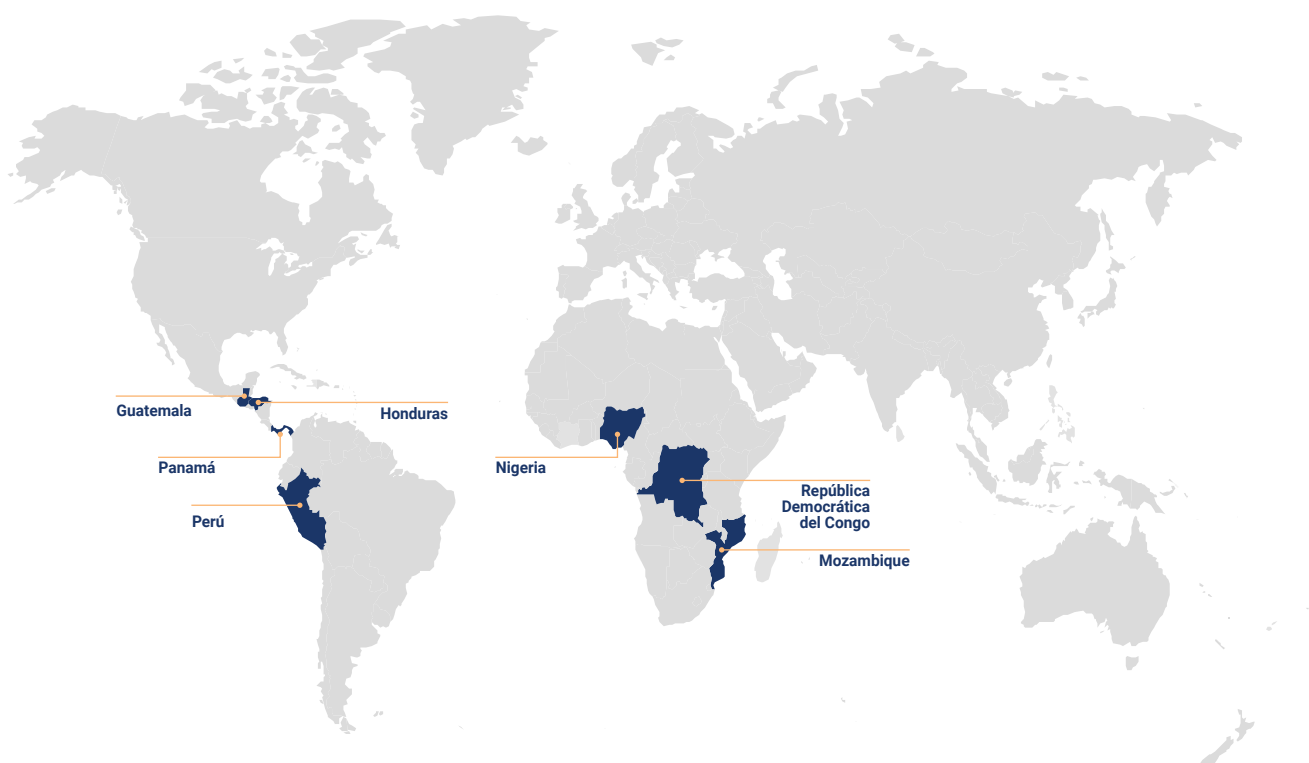 Guatemala
Honduras
Panamá
Nigeria
Perú
República
Democrática
del Congo
Mozambique